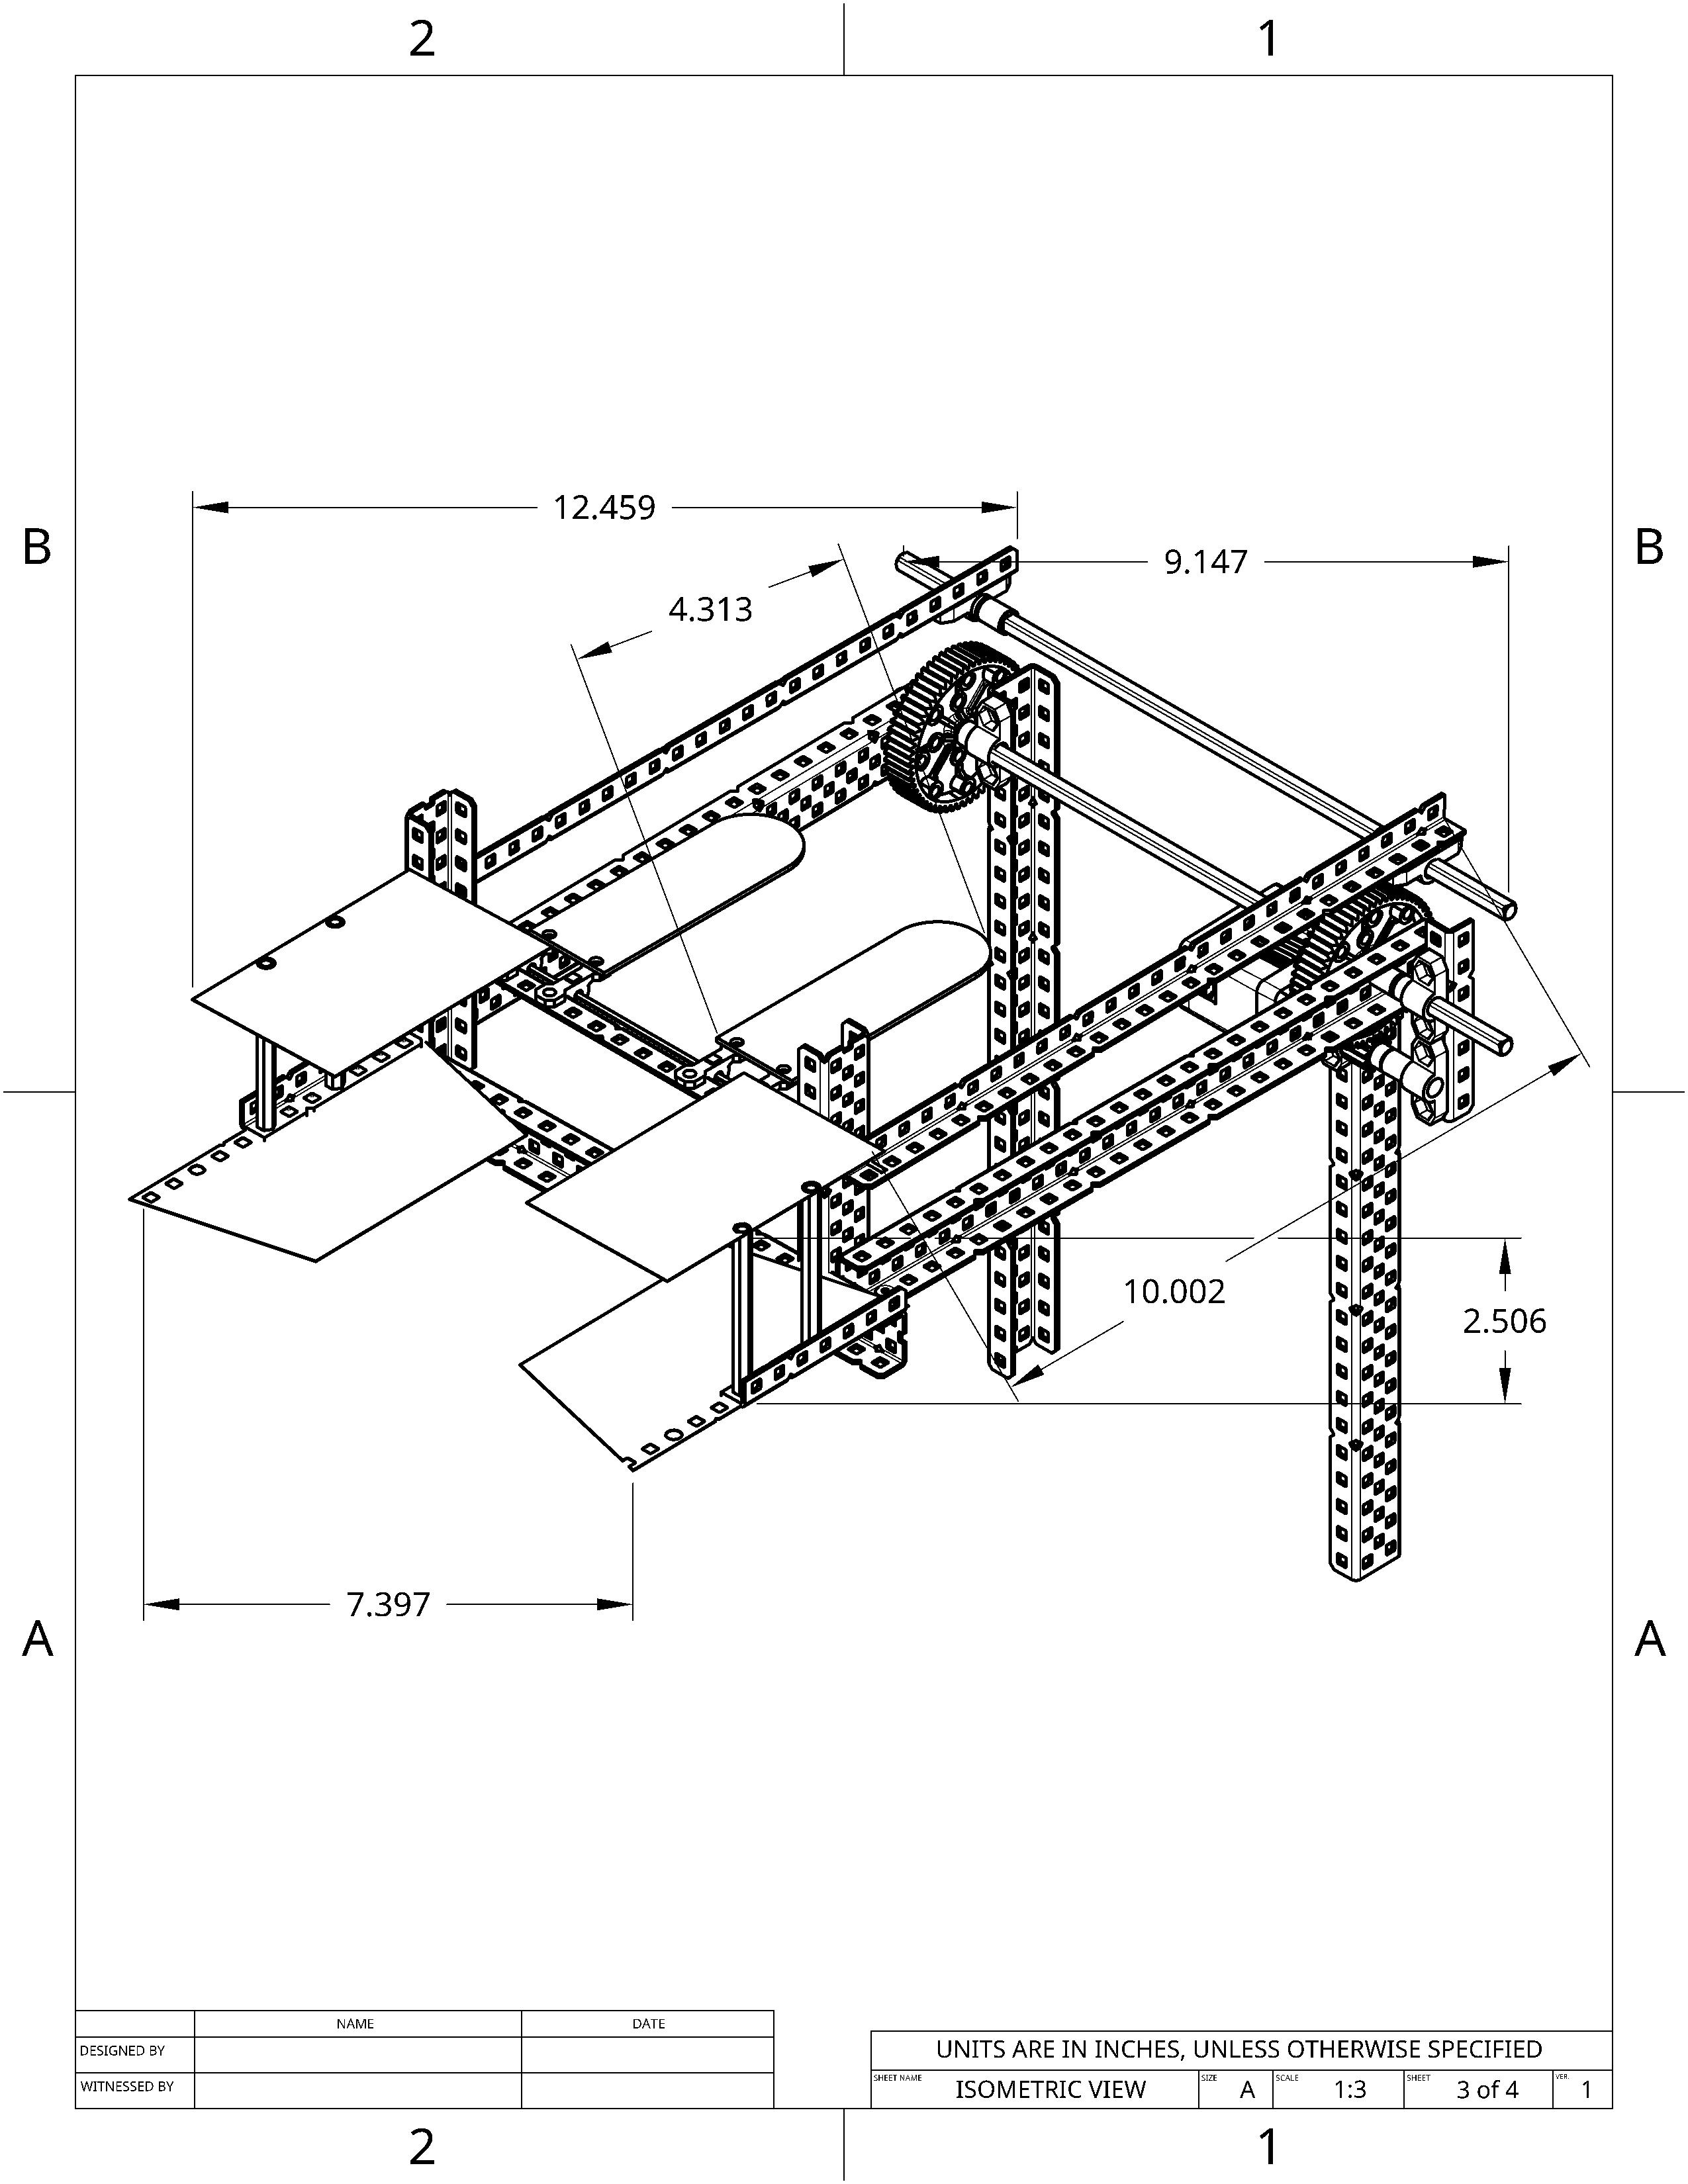 2 1
B B
12.459
9.147
4.313
10.002
2.506
7.397
A A
NAME DATE
DESIGNED BY
WITNESSED BY
UNITS ARE IN INCHES, UNLESS OTHERWISE SPECIFIED
SHEET NAME ISOMETRIC VIEW SIZE A SCALE 1:3 SHEET 3 of 4 VER. 1
2 1